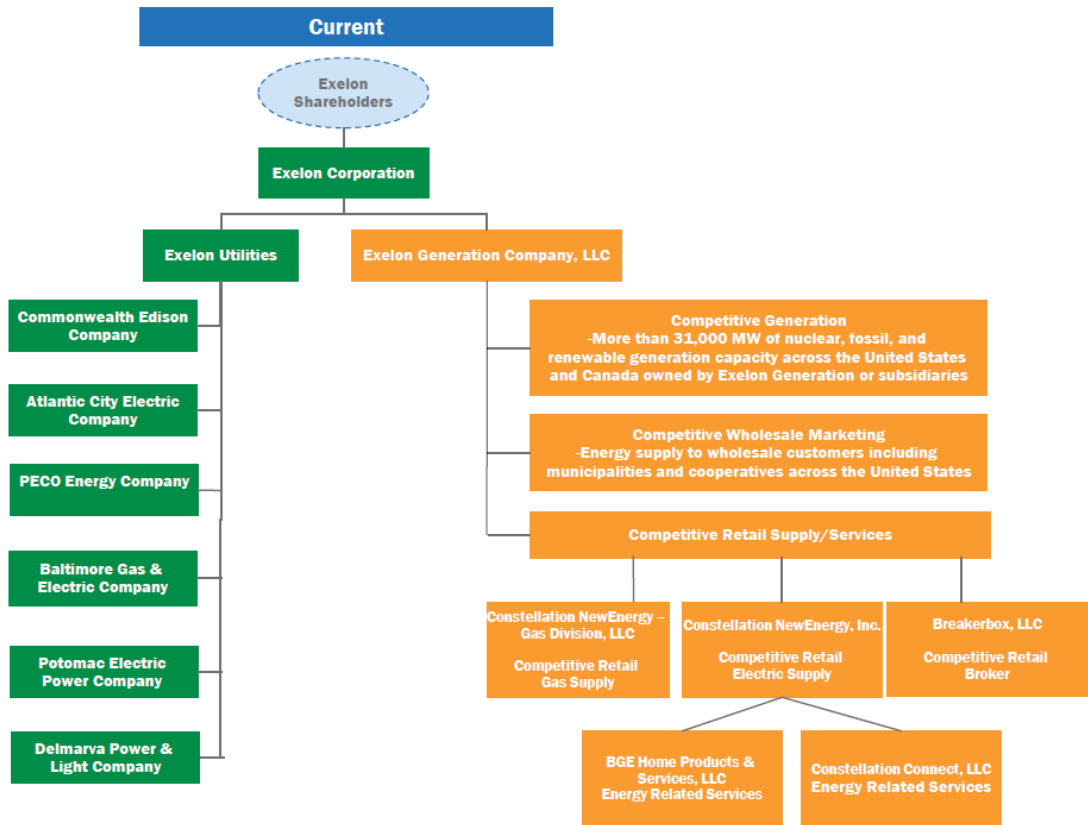 Current
Exelon
Shareholders
Exelon Corporation
Exelon Utilities
Exelon Generation Company, LLC
Commonwealth Edison
Company
Atlantic City Electric
Company
PECO Energy Company
Baltimore Gas &
Electric Company
Potomac Electric
Power Company
Delmarva Power &
Light Company
Competitive Generation
-More than 31,000 MW of nuclear, fossil, and
renewable generation capacity across the United States
and Canada owned by Exelon Generation or subsidiaries
Competitive Wholesale Marketing
-Energy supply to wholesale customers including
municipalities and cooperatives across the United States
Competitive Retail Supply/Services
Constellation NewEnergy –
Gas Division, LLC
Competitive Retail
Gas Supply
Constellation NewEnergy, Inc.
Competitive Retail
Electric Supply
Breakerbox, LLC
Competitive Retail
Broker
BGE Home Products &
Services, LLC
Energy Related Services
Constellation Connect, LLC
Energy Related Services